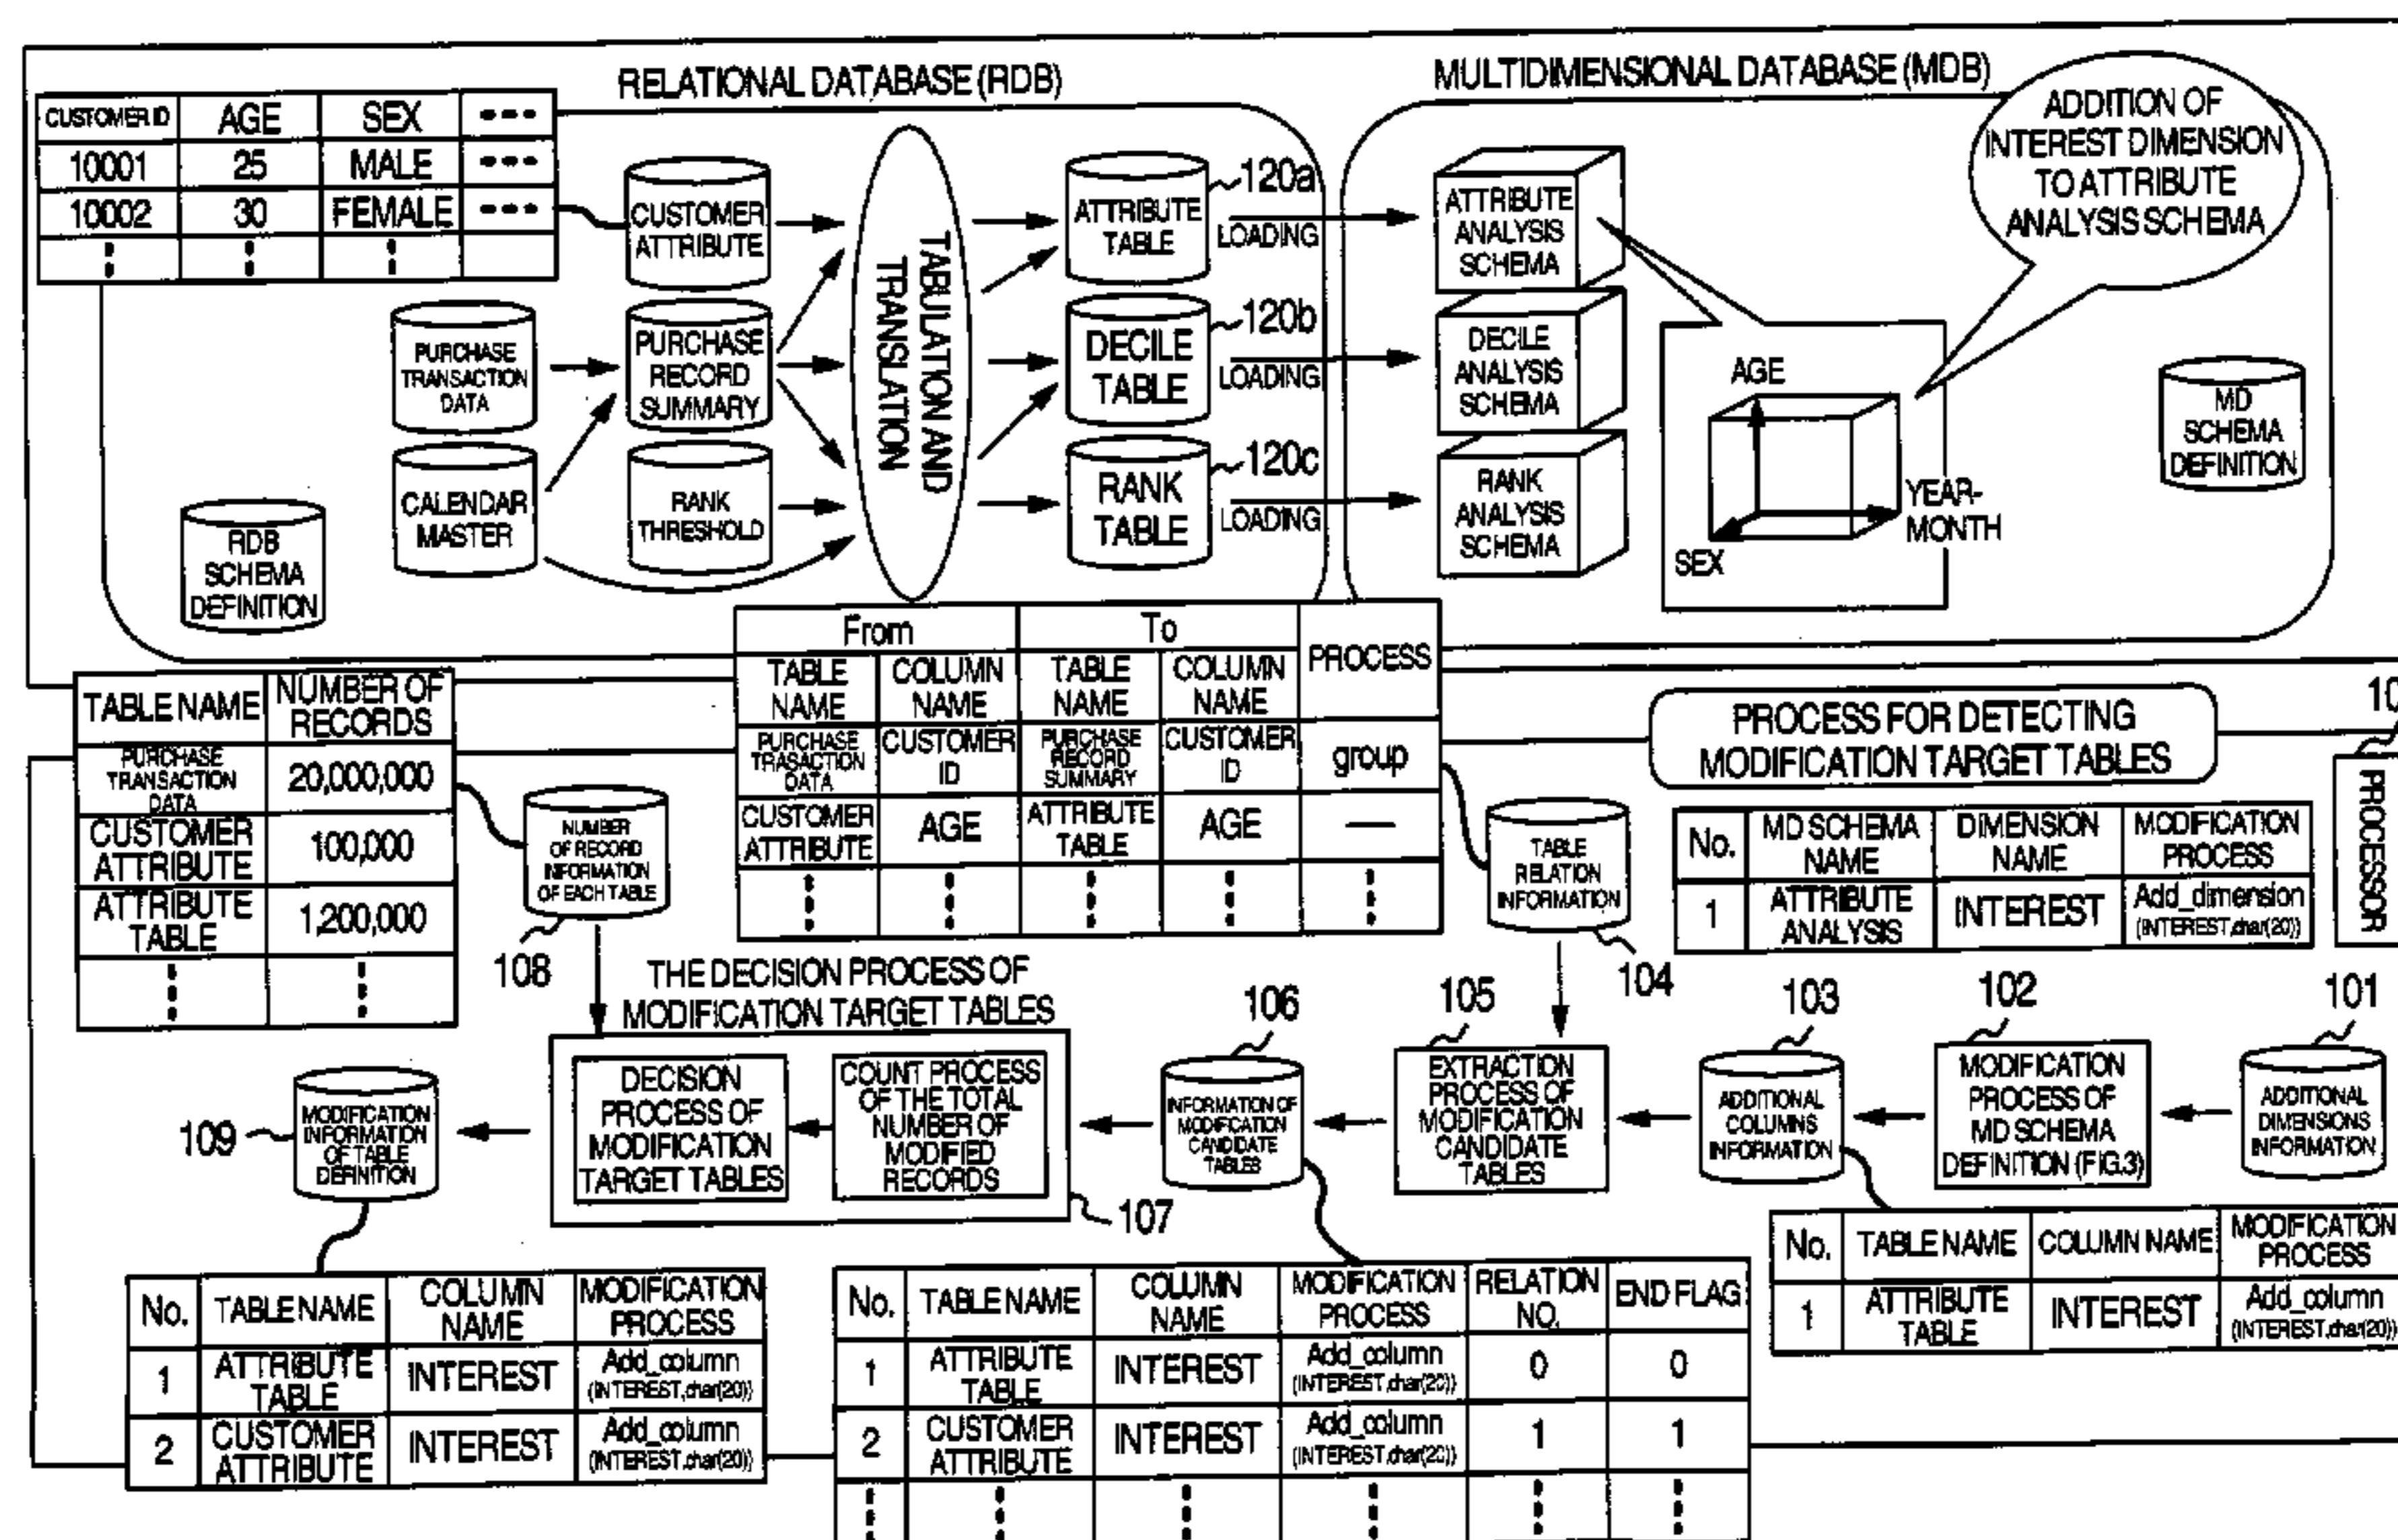 RELATIONAL DATABASE (RDB)
MULTIDIMENSIONAL DATABASE (MDB)
CUSTOMER ID AGE SEX
10001 25 MALE
10002 30 FEMALE
CUSTOMER
ATTRIBUTE
PURCHASE
TRANSACTION
DATA
PURCHASE
RECORD
SUMMARY
CALENDAR
MASTER
RANK
THRESHOLD
RDB
SCHEMA
DEFINITION
TABULATION AND
TRANSLATION
ATTRIBUTE
TABLE
120a
LOADING
DECILE
TABLE
120b
LOADING
RANK
TABLE
120c
LOADING
ATTRIBUTE
ANALYSIS
SCHEMA
DECILE
ANALYSIS
SCHEMA
RANK
ANALYSIS
SCHEMA
ADDITION OF
INTEREST DIMENSION
TO ATTRIBUTE
ANALYSIS SCHEMA
AGE
YEAR-
MONTH
SEX
MD
SCHEMA
DEFINITION
TABLE NAME NUMBER OF
RECORDS
PURCHASE
TRANSACTION
DATA
20,000,000
CUSTOMER
ATTRIBUTE
100,000
ATTRIBUTE
TABLE
1,200,000
NUMBER
OF RECORD
INFORMATION
OF EACH TABLE
108
From To PROCESS
TABLE
NAME
COLUMN
NAME
TABLE
NAME
COLUMN
NAME
PURCHASE
TRASACTION
DATA
CUSTOMER
ID
PURCHASE
RECORD
SUMMARY
CUSTOMER
ID
group
CUSTOMER
ATTRIBUTE
AGE
ATTRIBUTE
TABLE
AGE
—
TABLE
RELATION
INFORMATION
104
PROCESS FOR DETECTING
MODIFICATION TARGET TABLES
PROCESSOR
No. MD SCHEMA
NAME
DIMENSION
NAME
MODIFICATION
PROCESS
1 ATTRIBUTE
ANALYSIS
INTEREST
Add_dimension
(INTEREST,char(20))
THE DECISION PROCESS OF
MODIFICATION TARGET TABLES
DECISION
PROCESS OF
MODIFICATION
TARGET TABLES
COUNT PROCESS
OF THE TOTAL
NUMBER OF
MODIFIED
RECORDS
107
106
INFORMATION OF
MODIFICATION
CANDIDATE
TABLES
105
EXTRACTION
PROCESS OF
MODIFICATION
CANDIDATE
TABLES
103
ADDITIONAL
COLUMNS
INFORMATION
102
MODIFICATION
PROCESS OF
MD SCHEMA
DEFINITION (FIG.3)
101
ADDITIONAL
DIMENSIONS
INFORMATION
109
MODIFICATION
INFORMATION
OF TABLE
DEFINITION
No. TABLE NAME COLUMN NAME MODIFICATION
PROCESS
1 ATTRIBUTE
TABLE
INTEREST
Add_column
(INTEREST,char(20))
No. TABLE NAME COLUMN
NAME
MODIFICATION
PROCESS
1 ATTRIBUTE
TABLE
INTEREST
Add_column
(INTEREST,char(20))
2 CUSTOMER
ATTRIBUTE
INTEREST
Add_column
(INTEREST,char(20))
No. TABLE NAME COLUMN
NAME
MODIFICATION
PROCESS
RELATION
NO.
END FLAG
1 ATTRIBUTE
TABLE
INTEREST
Add_column
(INTEREST,char(20))
0 0
2 CUSTOMER
ATTRIBUTE
INTEREST
Add_column
(INTEREST,char(20))
1 1